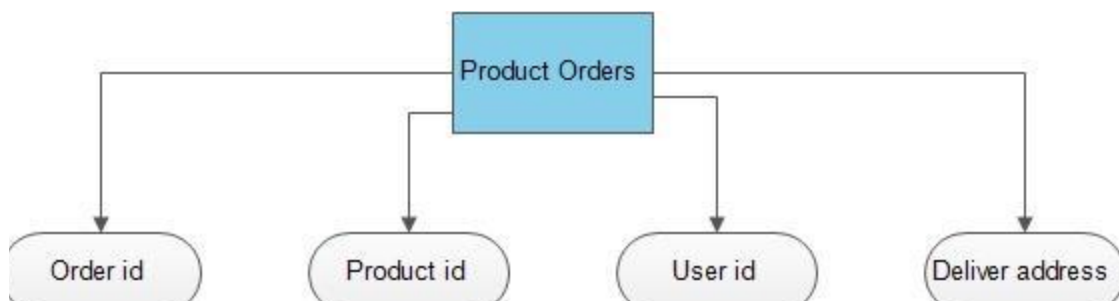 Product Orders
Order id
Product id
User id
Deliver address